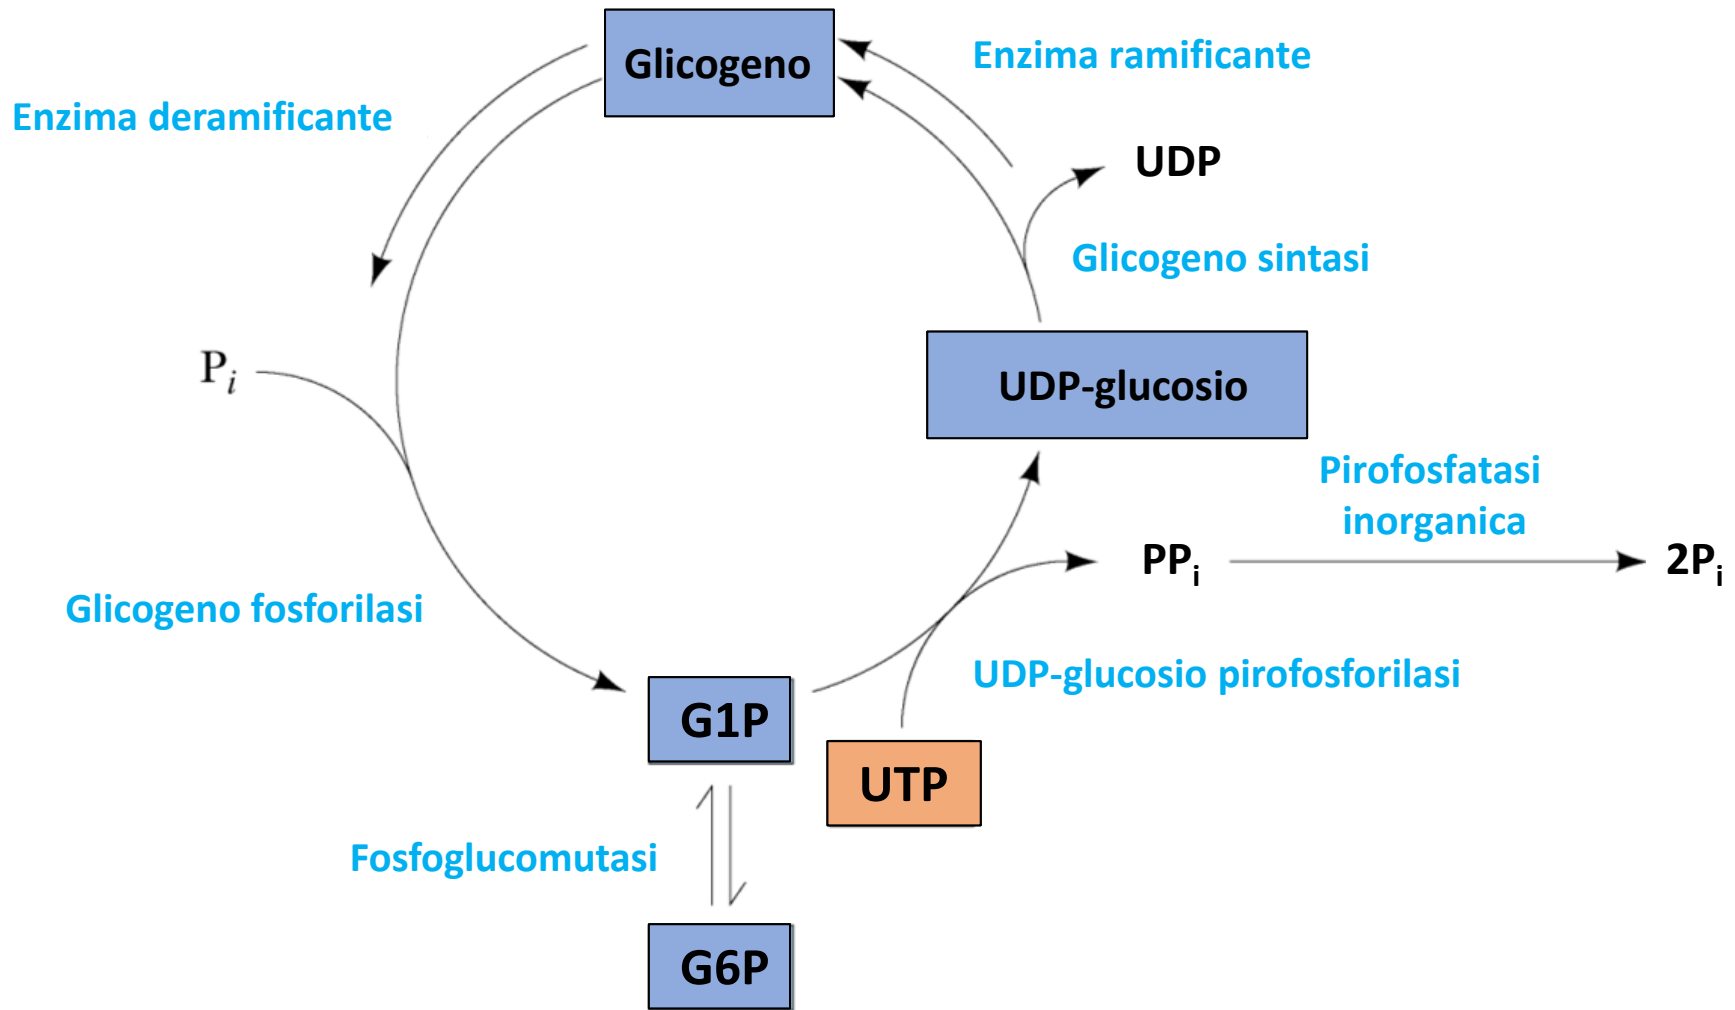 Glicogeno
Enzima ramificante
Enzima deramificante
UDP
Glicogeno sintasi
Pi
UDP-glucosio
Pirofosfatasi
inorganica
PPi
2Pi
Glicogeno fosforilasi
UDP-glucosio pirofosforilasi
G1P
UTP
Fosfoglucomutasi
G6P